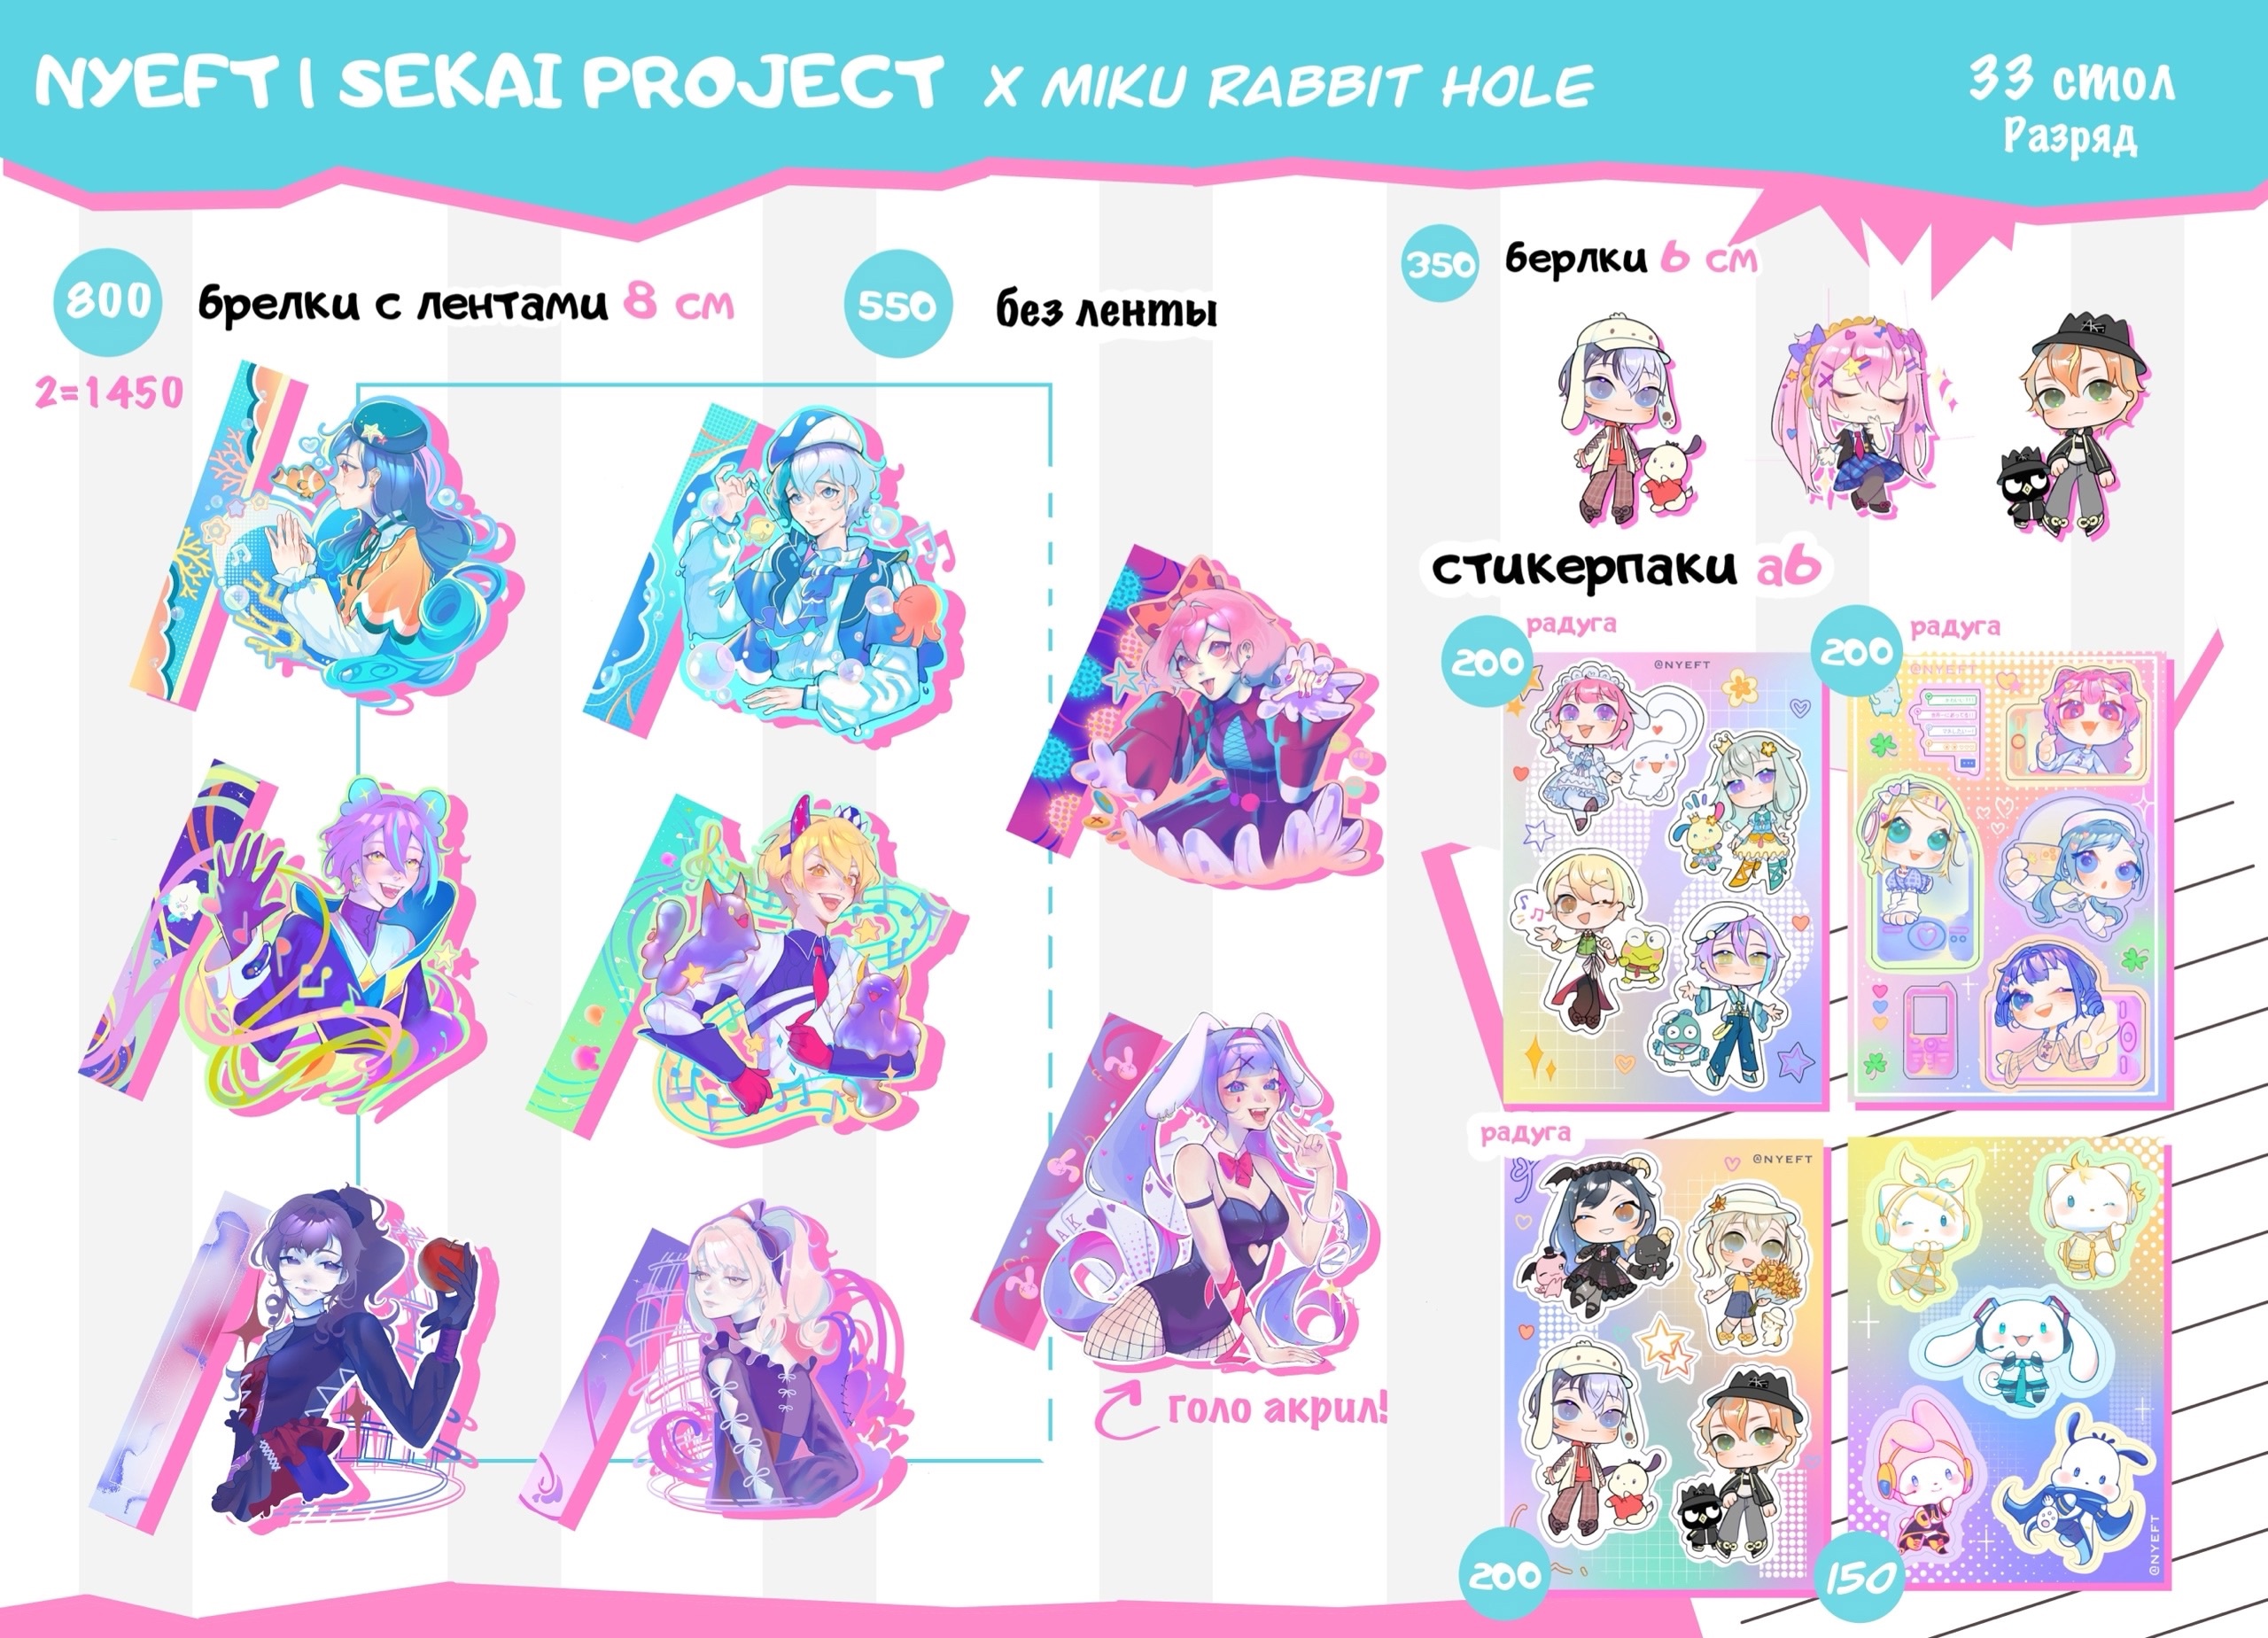 NYEFT | SEKAI PROJECT X MIKU RABBIT HOLE
33 стол
Разряд
800
брелки с лентами 8 см
2=1450
550
без ленты
350
берлки 6 см
стикерпаки а6
200
радуга
@NYEFT
200
радуга
@NYEFT
голо акрил!
радуга
@NYEFT
200
150
@NYEFT